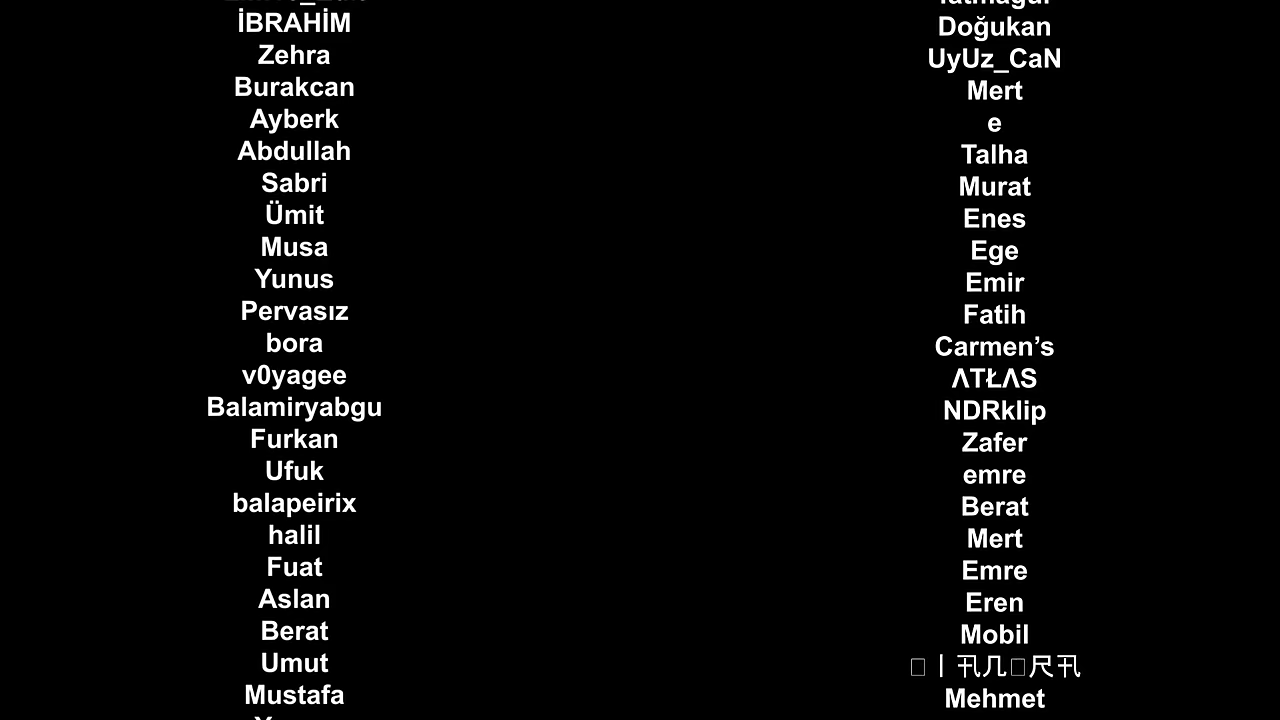 İBRAHİM
Zehra
Burakcan
Ayberk
Abdullah
Sabri
Ümit
Musa
Yunus
Pervasız
bora
v0yagee
Balamiryabgu
Furkan
Ufuk
balapeirix
halil
Fuat
Aslan
Berat
Umut
Mustafa
fatmagül
Doğukan
UyUz_CaN
Mert
e
Talha
Murat
Enes
Ege
Emir
Fatih
Carmen’s
ΛTŁΛS
NDRklip
Zafer
emre
Berat
Mert
Emre
Eren
Mobil
Mehmet